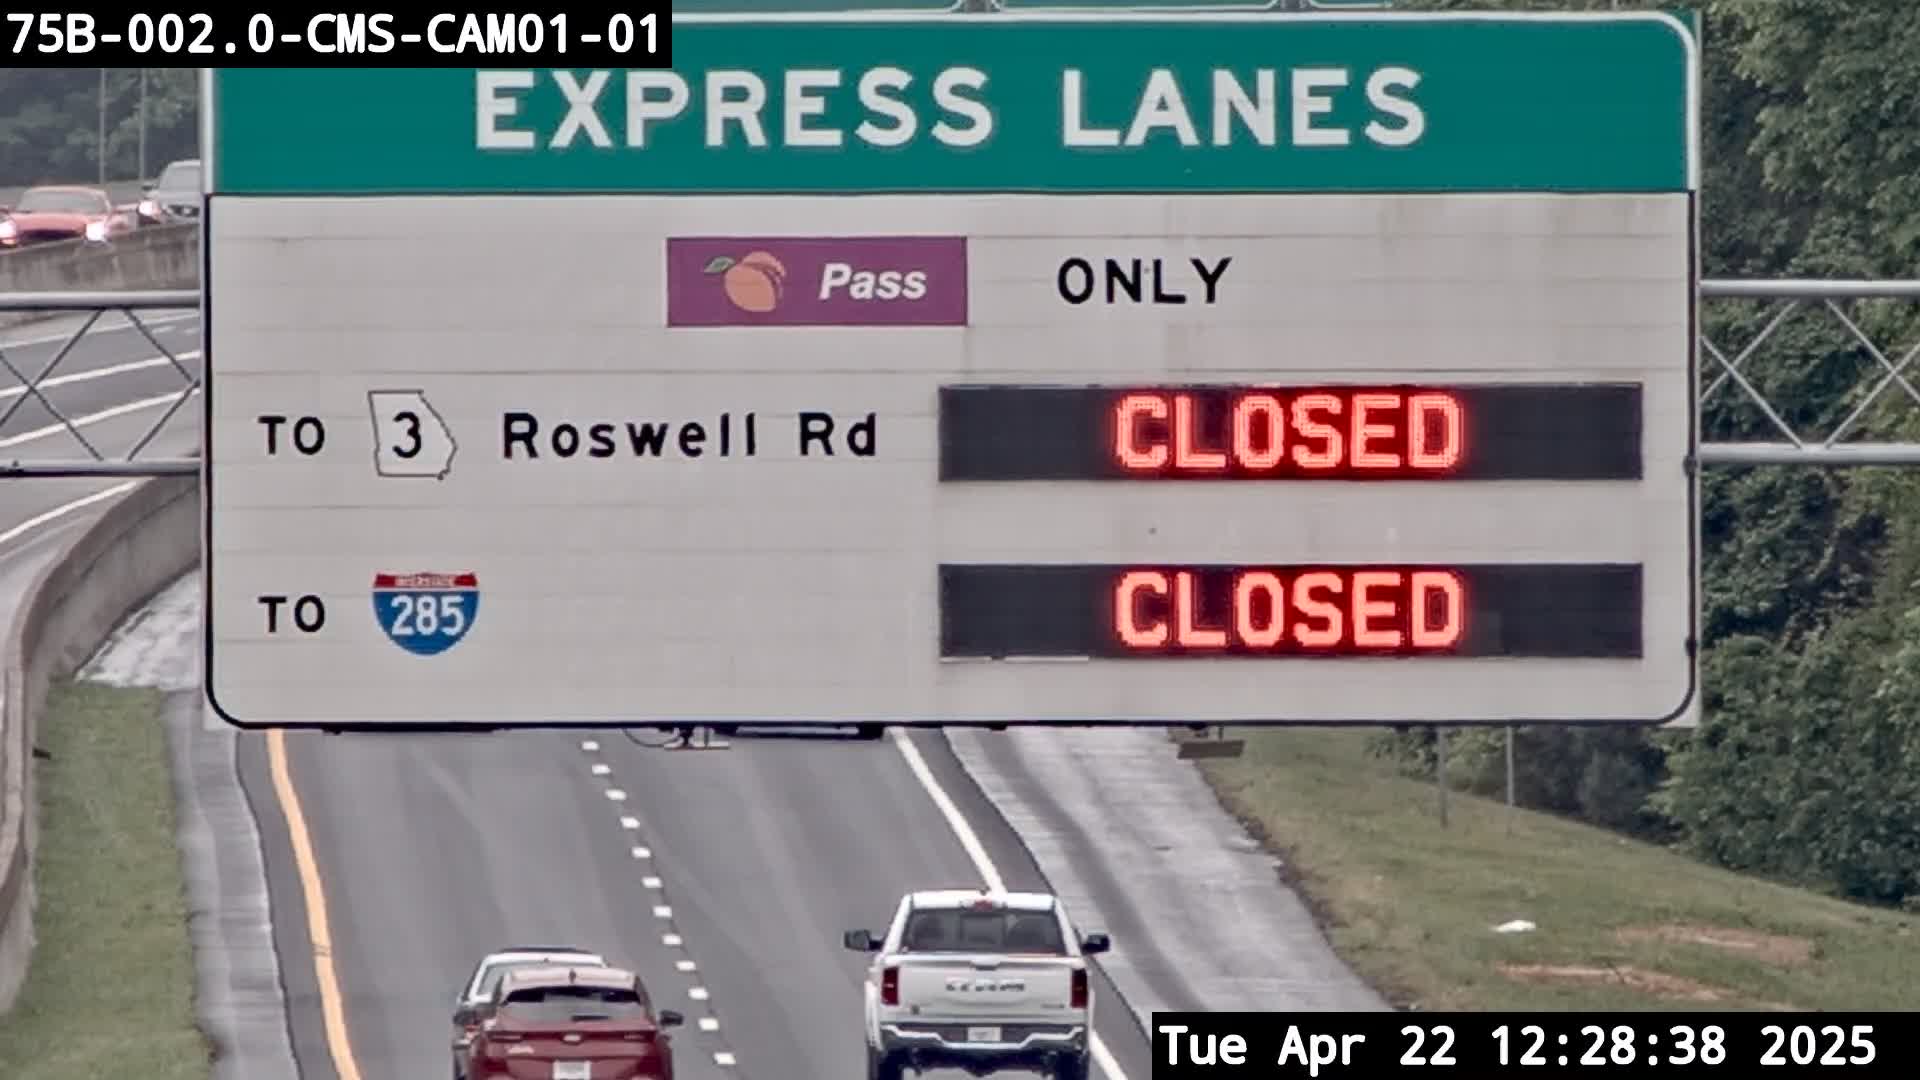 75B-002.0-CMS-CAM01-01
EXPRESS LANES
Pass ONLY
TO 3 Roswell Rd CLOSED
TO INTERSTATE 285 CLOSED
Tue Apr 22 12:28:38 2025